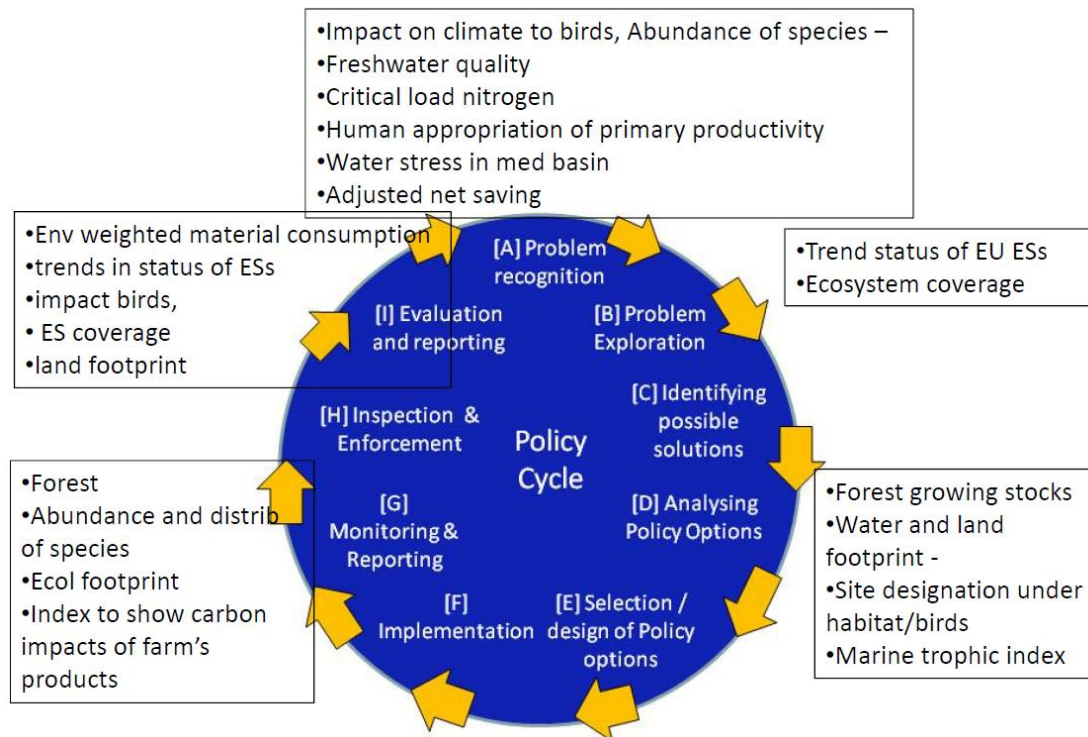 •Impact on climate to birds, Abundance of species –
•Freshwater quality
•Critical load nitrogen
•Human appropriation of primary productivity
•Water stress in med basin
•Adjusted net saving
•Env weighted material consumption
•trends in status of ESs
•impact birds,
• ES coverage
•land footprint
•Trend status of EU ESs
•Ecosystem coverage
[A] Problem
recognition
[B] Problem
Exploration
[C] Identifying
possible
solutions
[D] Analysing
Policy Options
[E] Selection /
design of Policy
options
[F]
Implementation
[G]
Monitoring &
Reporting
[H] Inspection &
Enforcement
[I] Evaluation
and reporting
Policy
Cycle
•Forest growing stocks
•Water and land
footprint -
•Site designation under
habitat/birds
•Marine trophic index
•Forest
•Abundance and distrib
of species
•Ecol footprint
•Index to show carbon
impacts of farm's
products